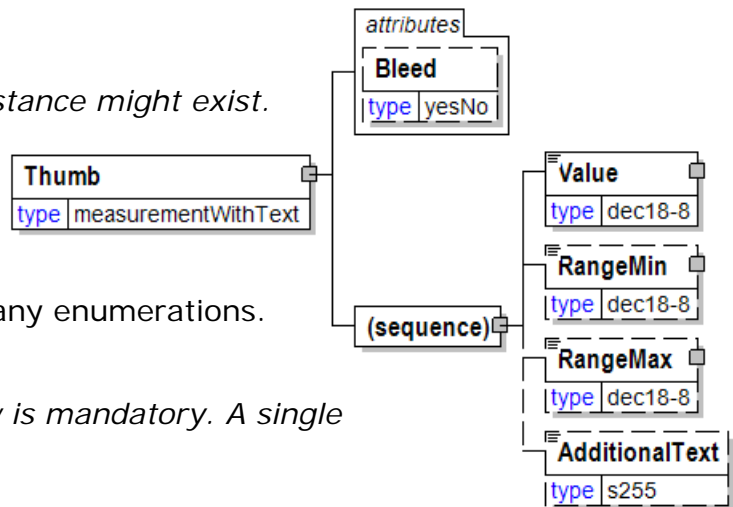 attributes
Bleed
type yesNo
stance might exist.
Thumb
type measurementWithText
Value
type dec18-8
RangeMin
type dec18-8
any enumerations.
(sequence)
RangeMax
type dec18-8
y is mandatory. A single
AdditionalText
type s255